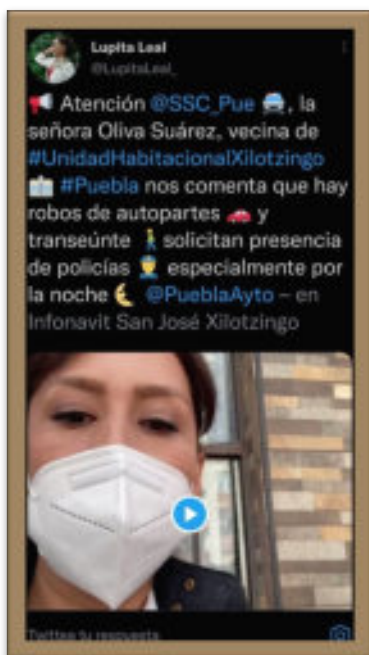 Lupita Leal
@LupitaLeal_
📢 Atención @SSC_Pue 🚔, la
señora Oliva Suárez, vecina de
#UnidadHabitacionalXilotzingo
🏥 #Puebla nos comenta que hay
robos de autopartes 🚗 y
transeúnte 🚶 solicitan presencia
de policías 👮 especialmente por
la noche 🌜 @PueblaAyto – en
Infonavit San José Xilotzingo
Twittea tu respuesta